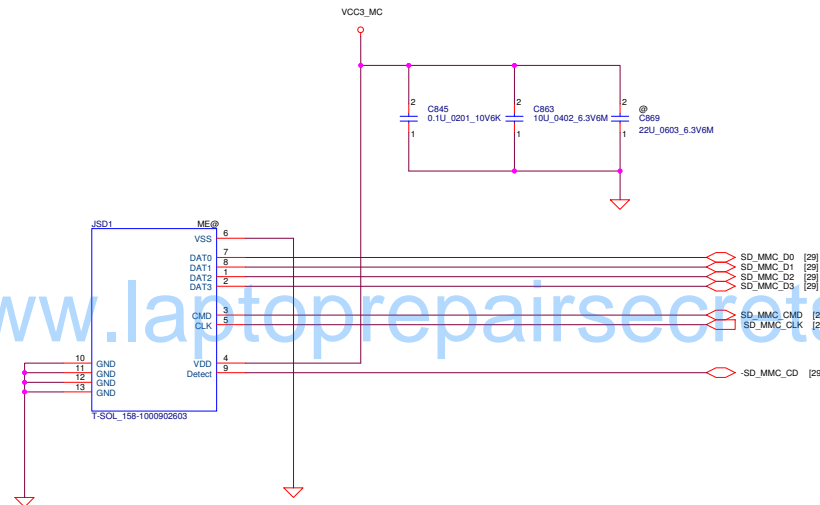 VCC3_MC
2
C845
0.1U_0201_10V6K
1
2
C863
10U_0402_6.3V6M
1
2
@
C869
22U_0603_6.3V6M
1
JSD1
ME@
VSS 6
DAT0 7 SD_MMC_D0 [29]
DAT1 8 SD_MMC_D1 [29]
DAT2 1 SD_MMC_D2 [29]
DAT3 2 SD_MMC_D3 [29]
www.laptoprepairsecrets
CMD 3 SD_MMC_CMD [2
CLK 5 SD_MMC_CLK [2
10 GND VDD 4
11 GND Detect 9 -SD_MMC_CD [29
12 GND
13 GND
T-SOL_158-1000902603